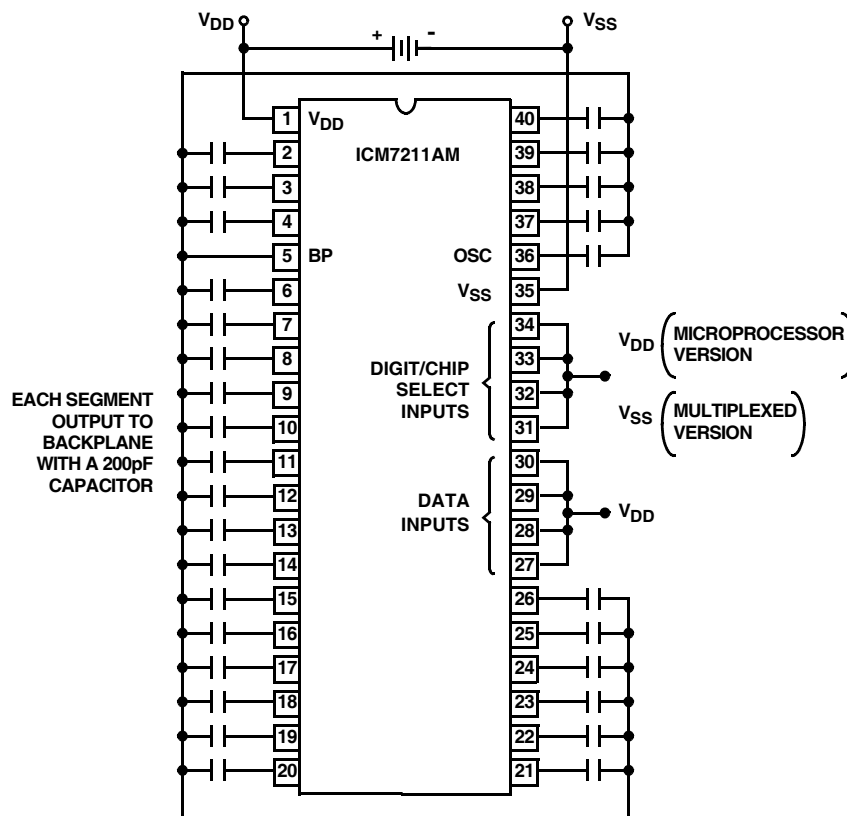 VDD
VSS
+ -
1 VDD
40
ICM7211AM
2
39
3
38
4
37
5 BP
OSC 36
6
VSS 35
7
34
8
33
9
32
10
31
DIGIT/CHIP
SELECT
INPUTS
VDD (MICROPROCESSOR
VERSION)
VSS (MULTIPLEXED
VERSION)
EACH SEGMENT
OUTPUT TO
BACKPLANE
WITH A 200pF
CAPACITOR
11
30
12
29
13
28
14
27
DATA
INPUTS
VDD
15
26
16
25
17
24
18
23
19
22
20
21